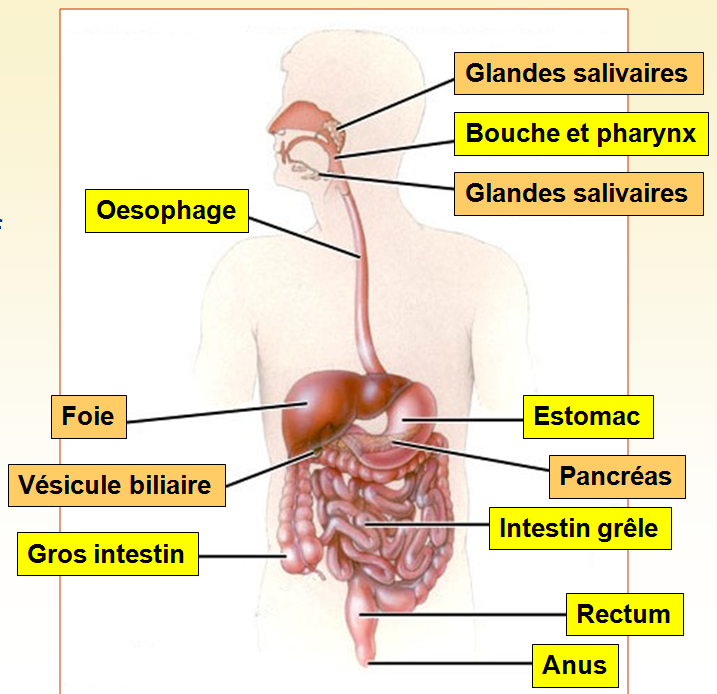 Glandes salivaires
Bouche et pharynx
Glandes salivaires
Oesophage
Foie
Estomac
Pancréas
Vésicule biliaire
Intestin grêle
Gros intestin
Rectum
Anus